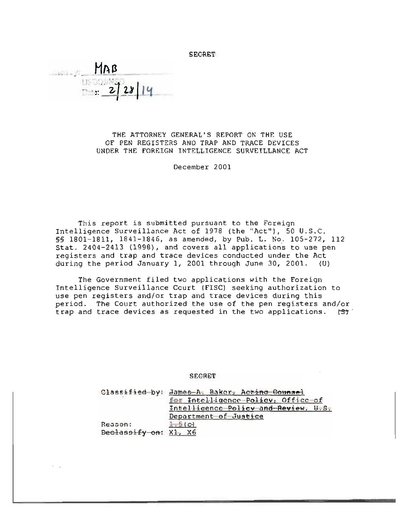 SECRET
MAB
2/28/14
THE ATTORNEY GENERAL'S REPORT ON THE USE
OF PEN REGISTERS AND TRAP AND TRACE DEVICES
UNDER THE FOREIGN INTELLIGENCE SURVEILLANCE ACT
December 2001
This report is submitted pursuant to the Foreign
Intelligence Surveillance Act of 1978 (the "Act"), 50 U.S.C.
§§ 1801-1811, 1841-1846, as amended, by Pub. L. No. 105-272, 112
Stat. 2404-2413 (1998), and covers all applications to use pen
registers and trap and trace devices conducted under the Act
during the period January 1, 2001 through June 30, 2001. (U)
The Government filed two applications with the Foreign
Intelligence Surveillance Court (FISC) seeking authorization to
use pen registers and/or trap and trace devices during this
period. The Court authorized the use of the pen registers and/or
trap and trace devices as requested in the two applications. (S)
SECRET
Classified by: James A. Baker, Acting Counsel
for Intelligence Policy, Office of
Intelligence Policy and Review, U.S.
Department of Justice
Reason: 1.5(c)
Declassify on: X1, X6